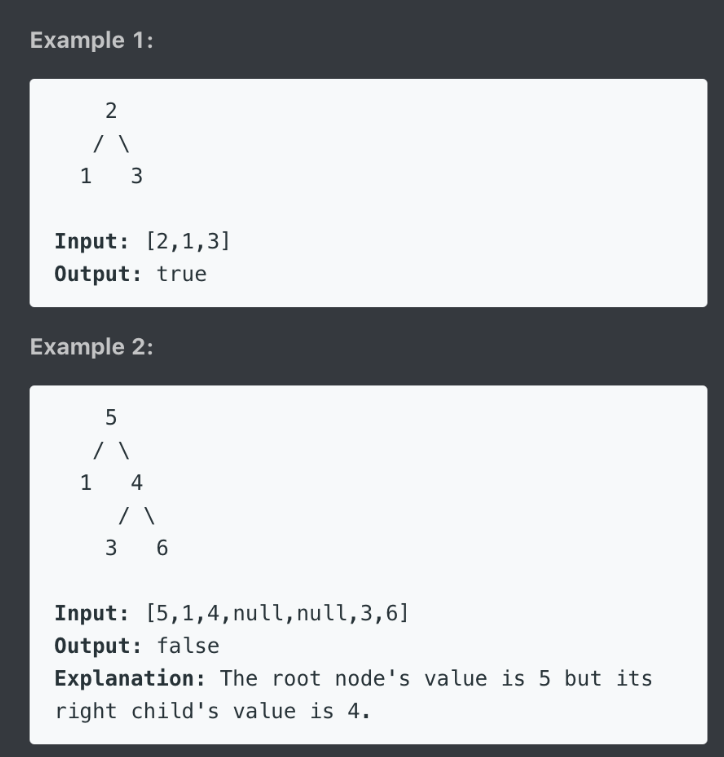 Example 1:
2
/ \
1   3
Input: [2,1,3]
Output: true
Example 2:
5
/ \
1   4
/ \
3   6
Input: [5,1,4,null,null,3,6]
Output: false
Explanation: The root node's value is 5 but its
right child's value is 4.